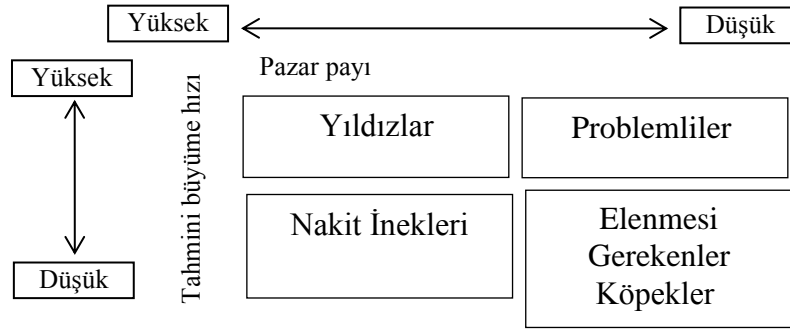 Yüksek
Düşük
Yüksek
Pazar payı
Tahmini büyüme hızı
Yıldızlar
Problemliler
Nakit İnekleri
Elenmesi
Gerekenler
Köpekler
Düşük